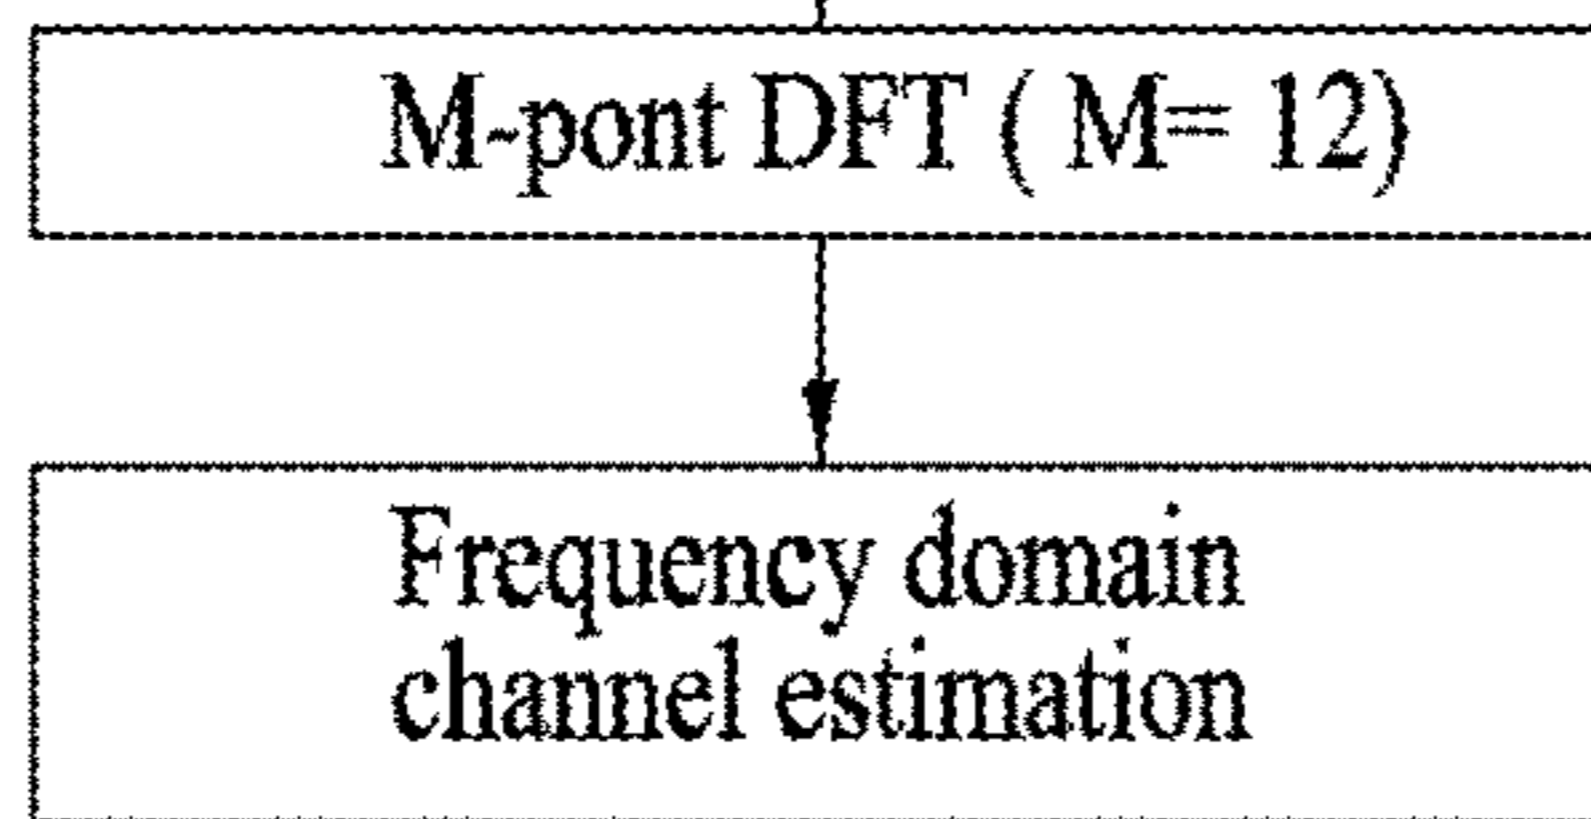 M-pont DFT ( M= 12)
Frequency domain
channel estimation